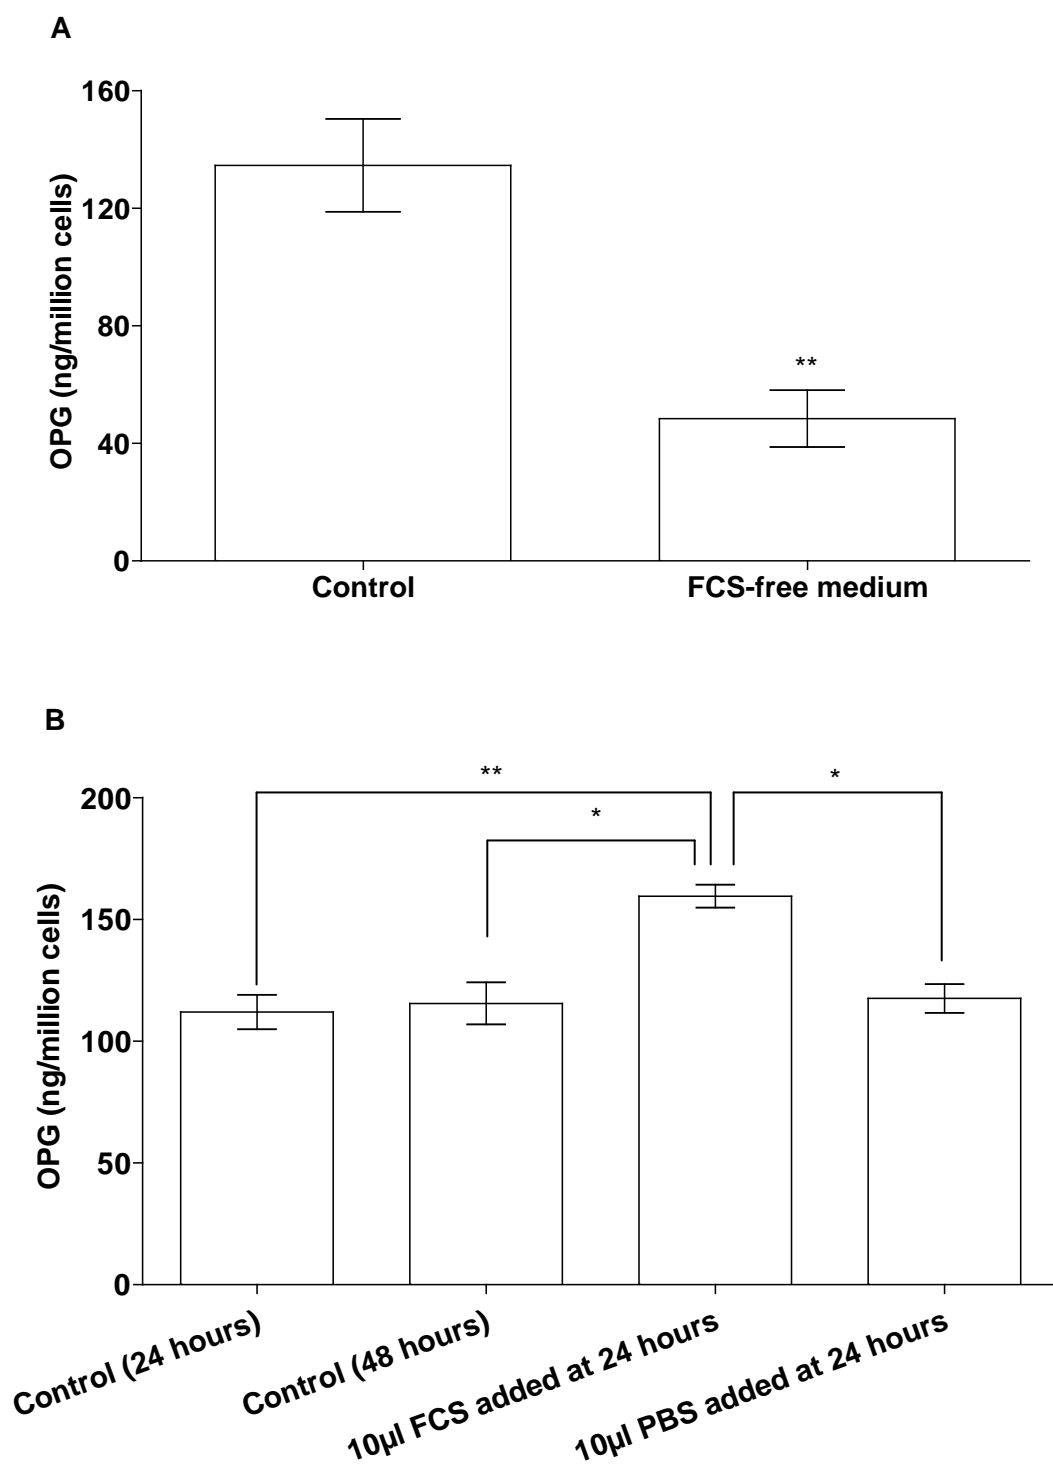 A
160
120
80
40
0
OPG (ng/million cells)
**
Control
FCS-free medium
B
200
150
100
50
0
OPG (ng/million cells)
**
*
*
Control (24 hours)
Control (48 hours)
10µl FCS added at 24 hours
10µl PBS added at 24 hours